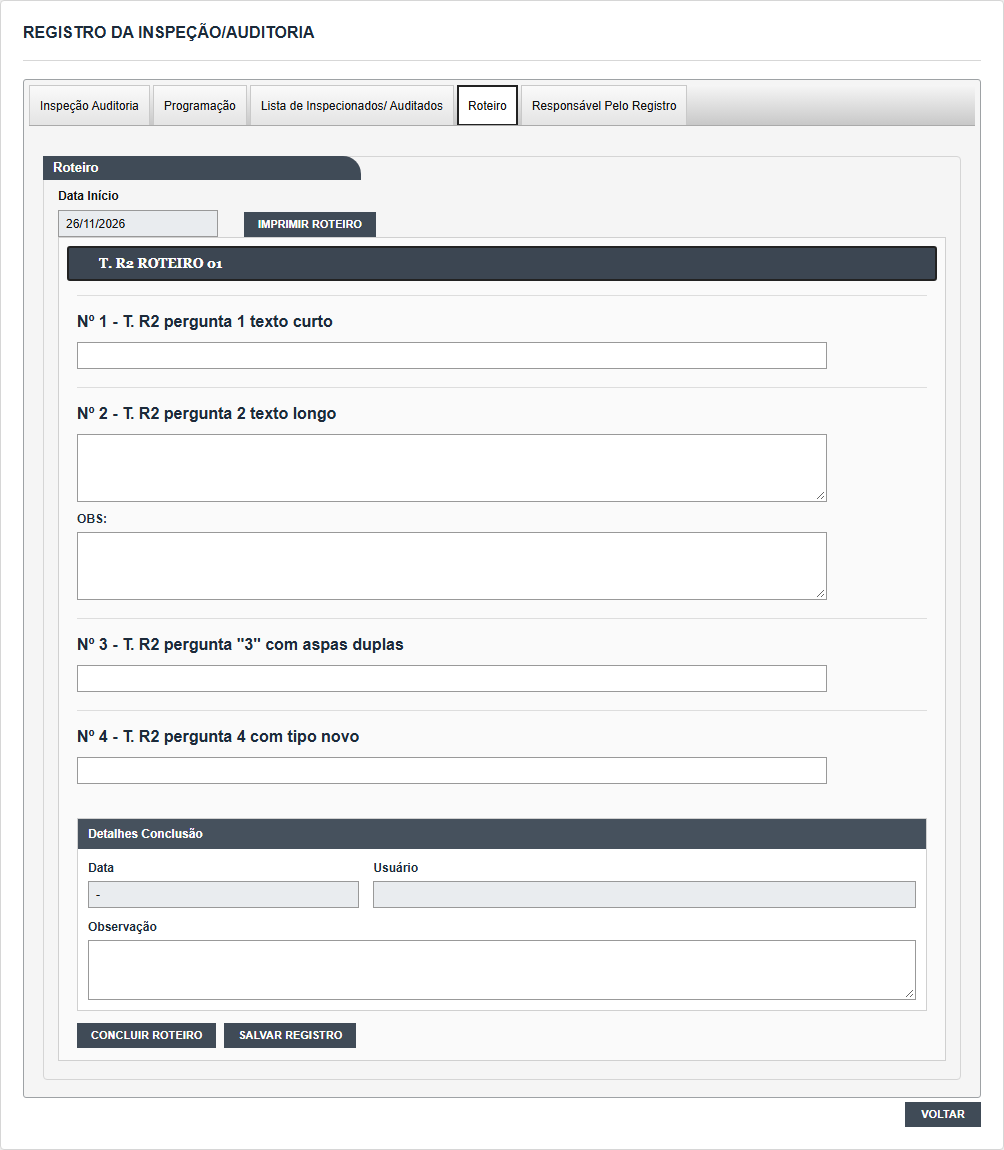 REGISTRO DA INSPEÇÃO/AUDITORIA
Inspeção Auditoria Programação Lista de Inspecionados/ Auditados Roteiro Responsável Pelo Registro
Roteiro
Data Início
26/11/2026 IMPRIMIR ROTEIRO
T. R2 ROTEIRO 01
Nº 1 - T. R2 pergunta 1 texto curto
Nº 2 - T. R2 pergunta 2 texto longo
OBS:
Nº 3 - T. R2 pergunta "3" com aspas duplas
Nº 4 - T. R2 pergunta 4 com tipo novo
Detalhes Conclusão
Data Usuário
-
Observação
CONCLUIR ROTEIRO SALVAR REGISTRO
VOLTAR